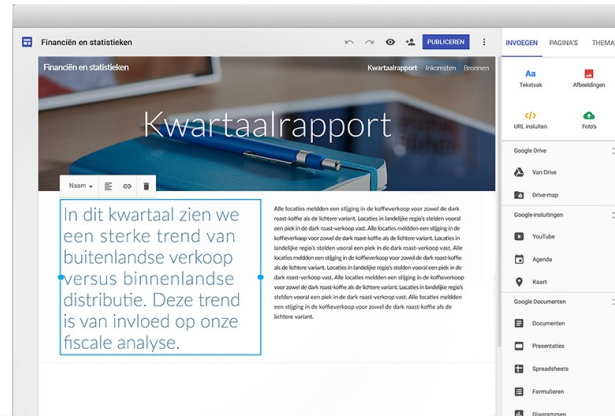 Financiën en statistieken
PUBLICEREN
INVOEGEN PAGINA'S THEMA
Financiën en statistieken
Kwartaalrapport Inkomsten Bronnen
Kwartaalrapport
Naam
In dit kwartaal zien we
een sterke trend van
buitenlandse verkoop
versus binnenlandse
distributie. Deze trend
is van invloed op onze
fiscale analyse.
Alle locaties meldden een stijging in de koffieverkoop voor zowel de dark
roast-koffie als de lichtere variant. Locaties in landelijke regio's stelden vooral
een piek in de dark roast-verkoop vast. Alle locaties meldden een stijging in de
koffieverkoop voor zowel de dark roast-koffie als de lichtere variant. Locaties in
landelijke regio's stelden vooral een piek in de dark roast-verkoop vast. Alle
locaties meldden een stijging in de koffieverkoop voor zowel de dark roast-koffie
als de lichtere variant. Locaties in landelijke regio's stelden vooral een piek in de
dark roast-verkoop vast. Alle locaties meldden een stijging in de koffieverkoop
voor zowel de dark roast-koffie als de lichtere variant. Locaties in landelijke regio's
stelden vooral een piek in de dark roast-verkoop vast. Alle locaties meldden
een stijging in de koffieverkoop voor zowel de dark roast-koffie als de
lichtere variant.
Aa
Tekstvak Afbeeldingen
URL insluiten Foto's
Google Drive
Van Drive
Drive-map
Google-insluitingen
YouTube
Agenda
Kaart
Google Documenten
Documenten
Presentaties
Spreadsheets
Formulieren
Diagrammen